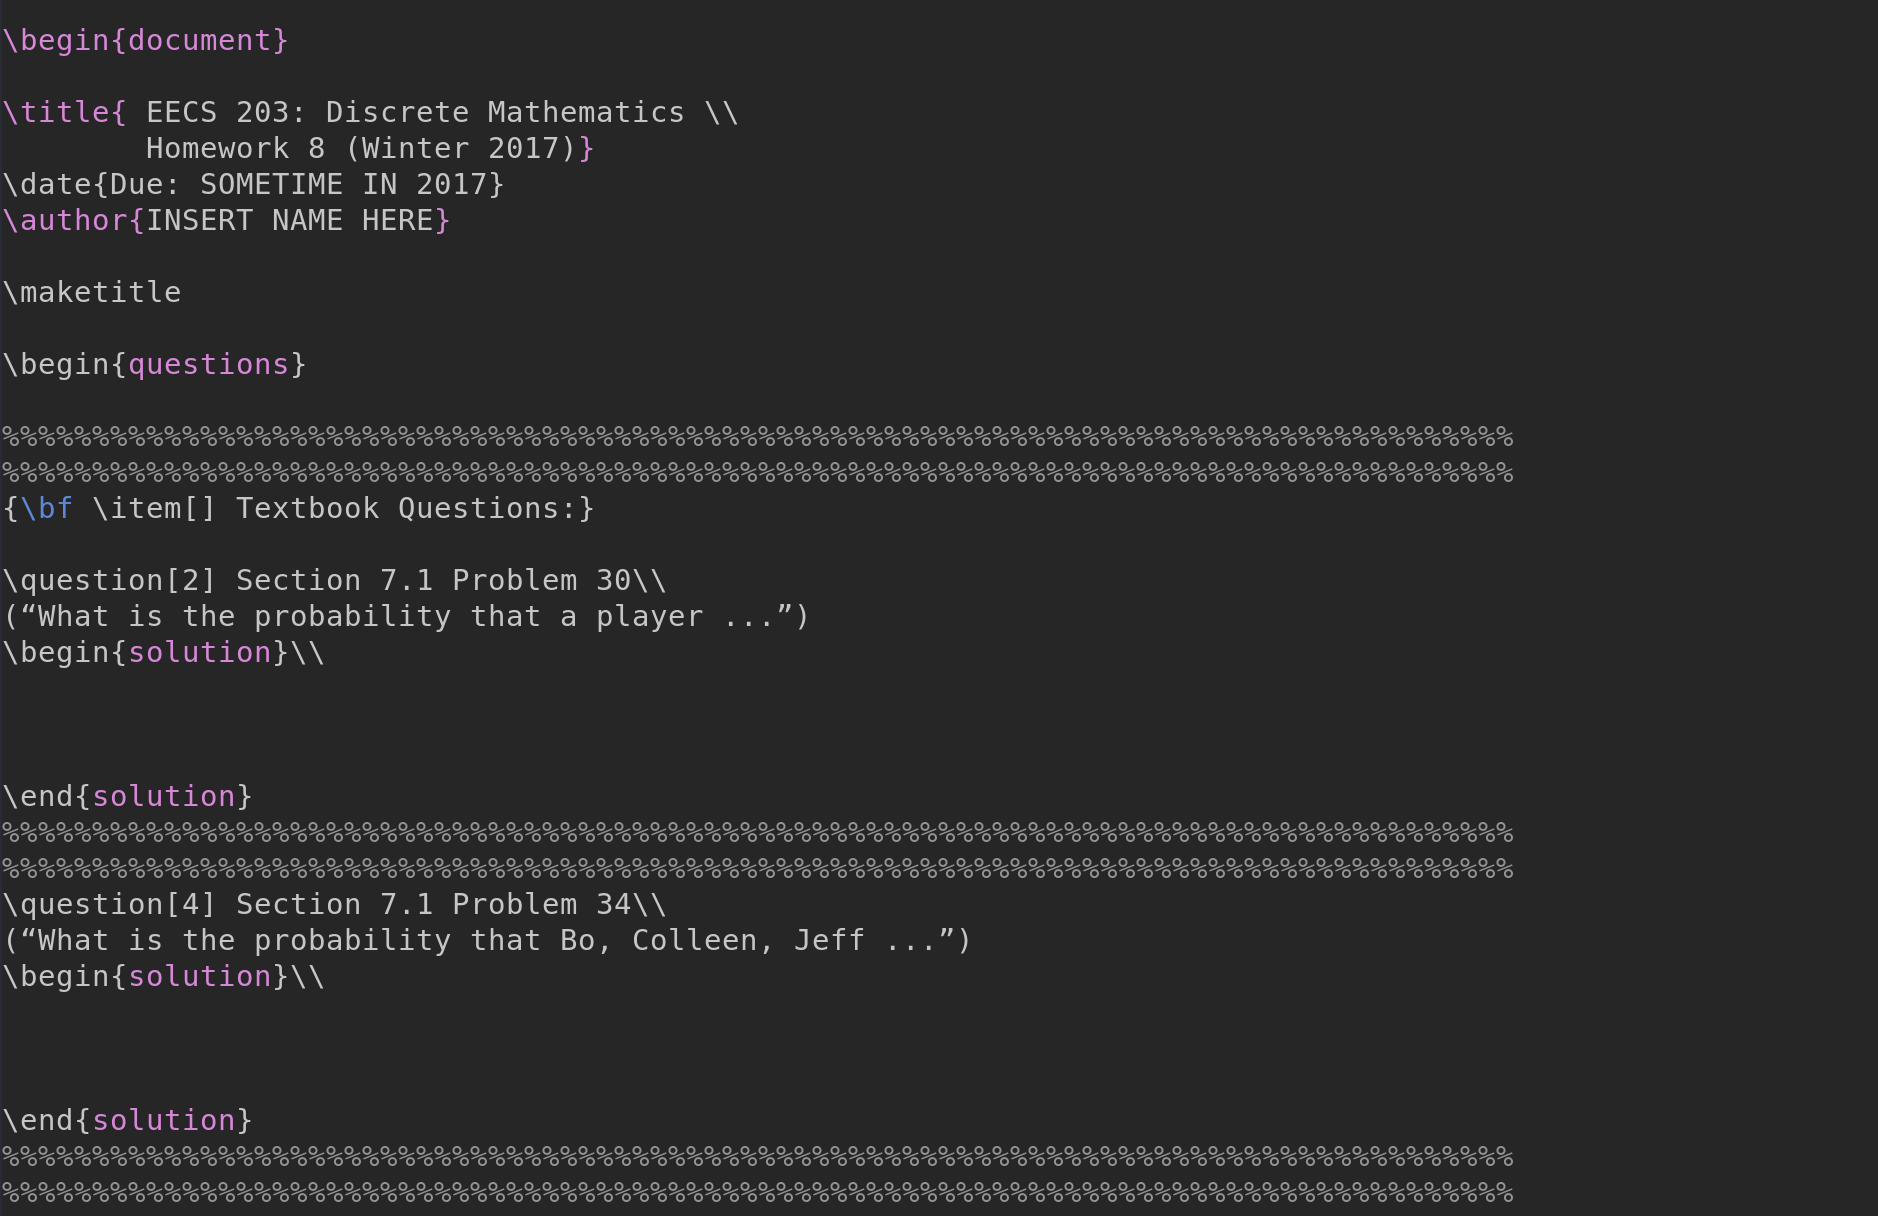 \begin{document}
\title{ EECS 203: Discrete Mathematics \\
Homework 8 (Winter 2017)}
\date{Due: SOMETIME IN 2017}
\author{INSERT NAME HERE}
\maketitle
\begin{questions}
%%%%%%%%%%%%%%%%%%%%%%%%%%%%%%%%%%%%%%%%%%%%%%%%%%%%%%%%%%%%%%%%%%%%%%%%%%%%%%%%%%%%%%
%%%%%%%%%%%%%%%%%%%%%%%%%%%%%%%%%%%%%%%%%%%%%%%%%%%%%%%%%%%%%%%%%%%%%%%%%%%%%%%%%%%%%%
{\bf \item[] Textbook Questions:}
\question[2] Section 7.1 Problem 30\\
(“What is the probability that a player ...”)
\begin{solution}\\
\end{solution}
%%%%%%%%%%%%%%%%%%%%%%%%%%%%%%%%%%%%%%%%%%%%%%%%%%%%%%%%%%%%%%%%%%%%%%%%%%%%%%%%%%%%%%
%%%%%%%%%%%%%%%%%%%%%%%%%%%%%%%%%%%%%%%%%%%%%%%%%%%%%%%%%%%%%%%%%%%%%%%%%%%%%%%%%%%%%%
\question[4] Section 7.1 Problem 34\\
(“What is the probability that Bo, Colleen, Jeff ...”)
\begin{solution}\\
\end{solution}
%%%%%%%%%%%%%%%%%%%%%%%%%%%%%%%%%%%%%%%%%%%%%%%%%%%%%%%%%%%%%%%%%%%%%%%%%%%%%%%%%%%%%%
%%%%%%%%%%%%%%%%%%%%%%%%%%%%%%%%%%%%%%%%%%%%%%%%%%%%%%%%%%%%%%%%%%%%%%%%%%%%%%%%%%%%%%